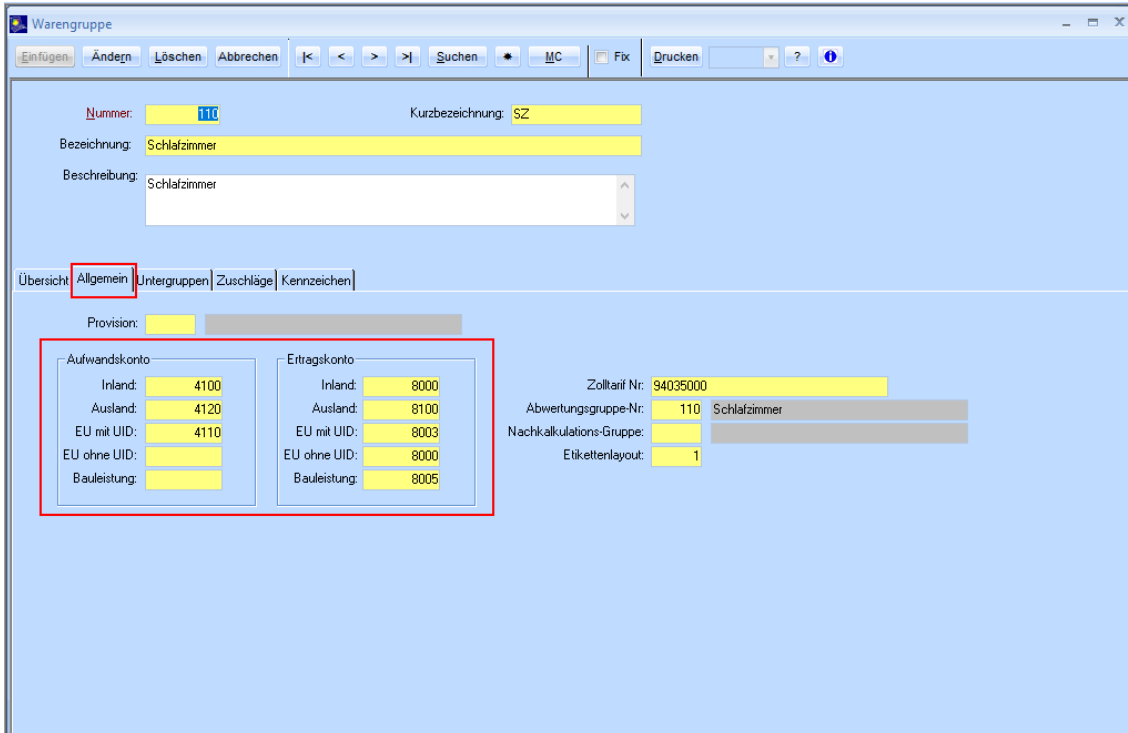 Warengruppe
Einfügen Ändern Löschen Abbrechen |< < > >| Suchen * MC Fix Drucken ? i
Nummer: 110 Kurzbezeichnung: SZ
Bezeichnung: Schlafzimmer
Beschreibung: Schlafzimmer
Übersicht Allgemein Untergruppen Zuschläge Kennzeichen
Provision:
Aufwandskonto Ertragskonto
Inland: 4100 Inland: 8000 Zolltarif Nr: 94035000
Ausland: 4120 Ausland: 8100 Abwertungsgruppe-Nr: 110 Schlafzimmer
EU mit UID: 4110 EU mit UID: 8003 Nachkalkulations-Gruppe:
EU ohne UID: EU ohne UID: 8000 Etikettenlayout: 1
Bauleistung: Bauleistung: 8005